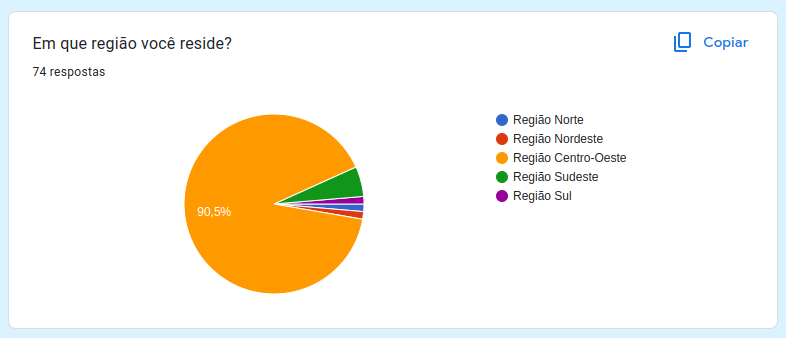 Em que região você reside?
Copiar
74 respostas
Região Norte
Região Nordeste
Região Centro-Oeste
Região Sudeste
Região Sul
90,5%